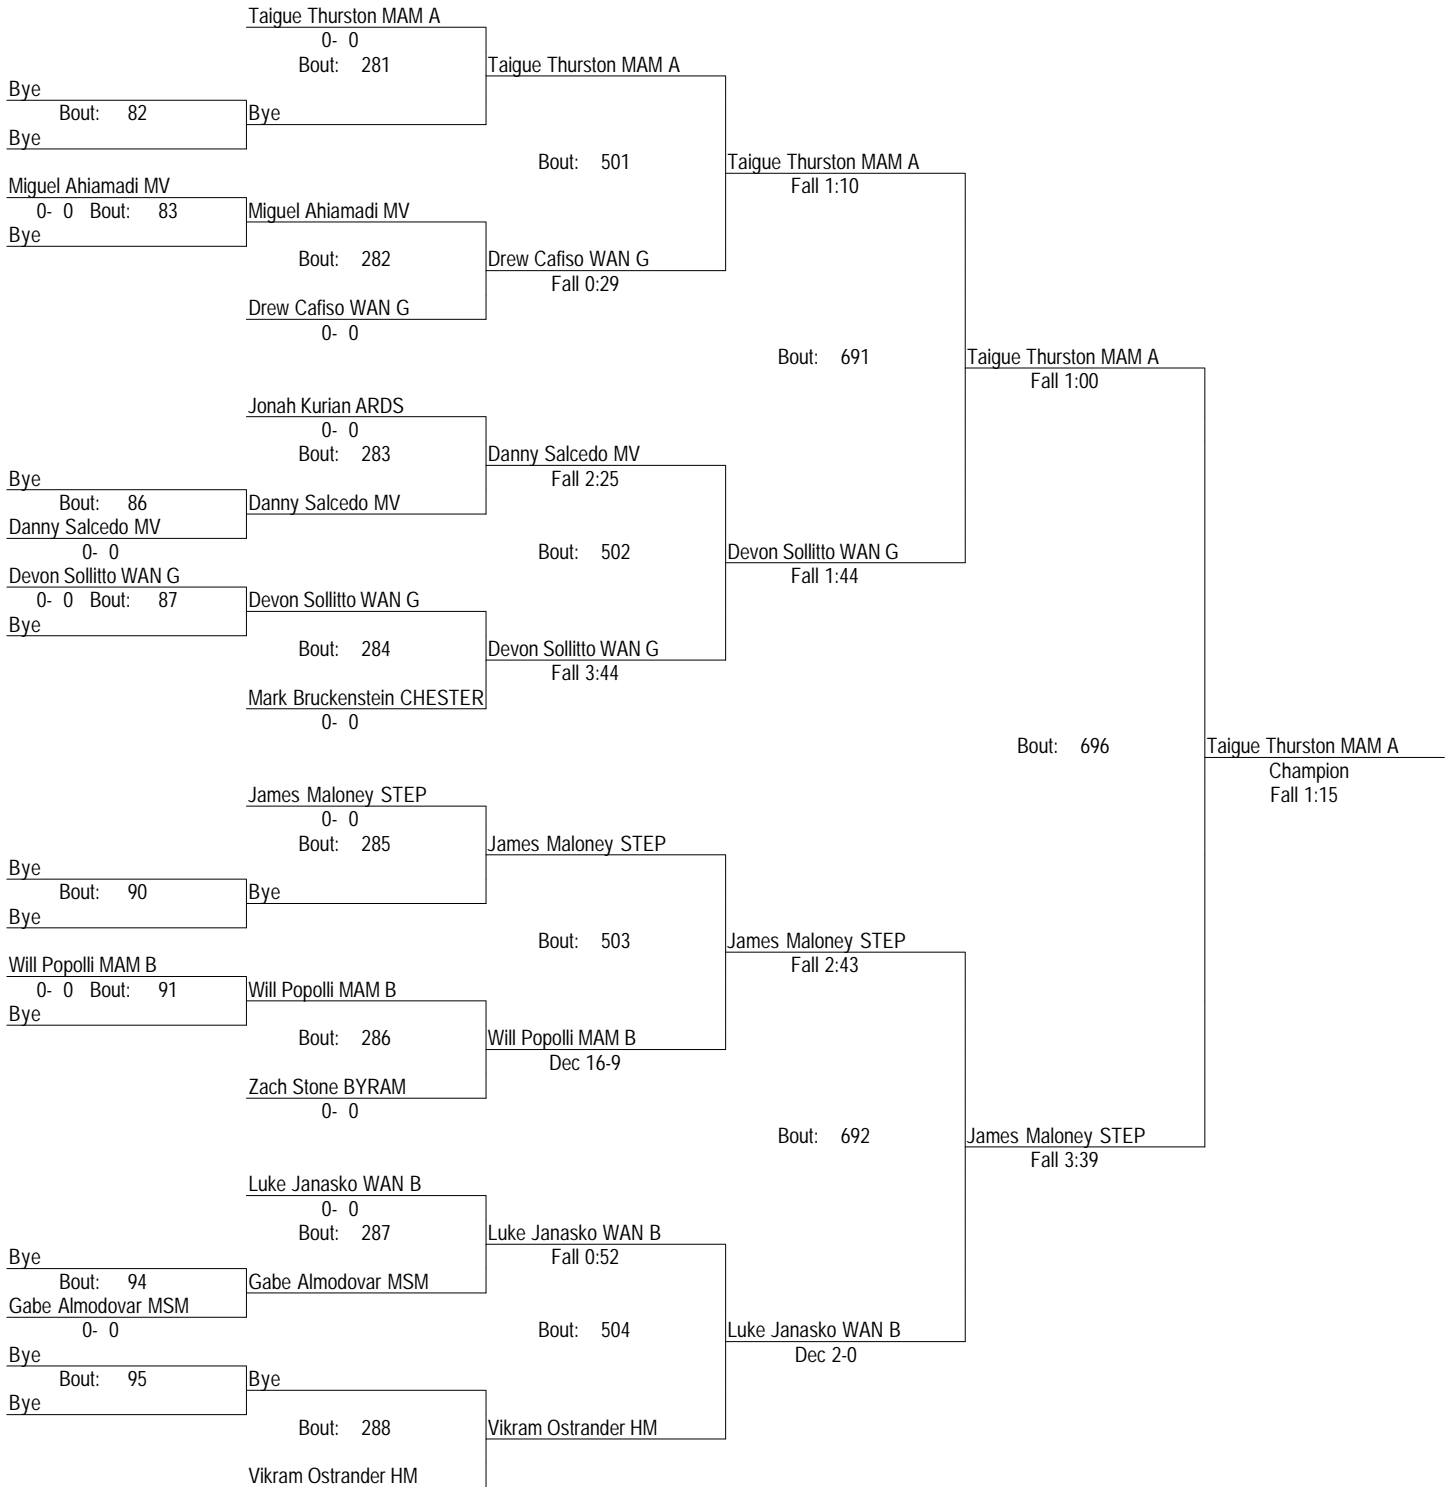 Taigue Thurston MAM A
0- 0
Bout: 281
Taigue Thurston MAM A
Bye
Bout: 82
Bye
Bye
Bout: 501
Taigue Thurston MAM A
Fall 1:10
Miguel Ahiamadi MV
0- 0 Bout: 83
Miguel Ahiamadi MV
Bye
Bout: 282
Drew Cafiso WAN G
Fall 0:29
Drew Cafiso WAN G
0- 0
Bout: 691
Taigue Thurston MAM A
Fall 1:00
Jonah Kurian ARDS
0- 0
Bout: 283
Danny Salcedo MV
Fall 2:25
Bye
Bout: 86
Danny Salcedo MV
Danny Salcedo MV
0- 0
Bout: 502
Devon Sollitto WAN G
Fall 1:44
Devon Sollitto WAN G
0- 0 Bout: 87
Devon Sollitto WAN G
Bye
Bout: 284
Devon Sollitto WAN G
Fall 3:44
Mark Bruckenstein CHESTER
0- 0
Bout: 696
Taigue Thurston MAM A
Champion
Fall 1:15
James Maloney STEP
0- 0
Bout: 285
James Maloney STEP
Bye
Bout: 90
Bye
Bye
Bout: 503
James Maloney STEP
Fall 2:43
Will Popolli MAM B
0- 0 Bout: 91
Will Popolli MAM B
Bye
Bout: 286
Will Popolli MAM B
Dec 16-9
Zach Stone BYRAM
0- 0
Bout: 692
James Maloney STEP
Fall 3:39
Luke Janasko WAN B
0- 0
Bout: 287
Luke Janasko WAN B
Fall 0:52
Bye
Bout: 94
Gabe Almodovar MSM
Gabe Almodovar MSM
0- 0
Bout: 504
Luke Janasko WAN B
Dec 2-0
Bye
Bout: 95
Bye
Bye
Bout: 288
Vikram Ostrander HM
Vikram Ostrander HM